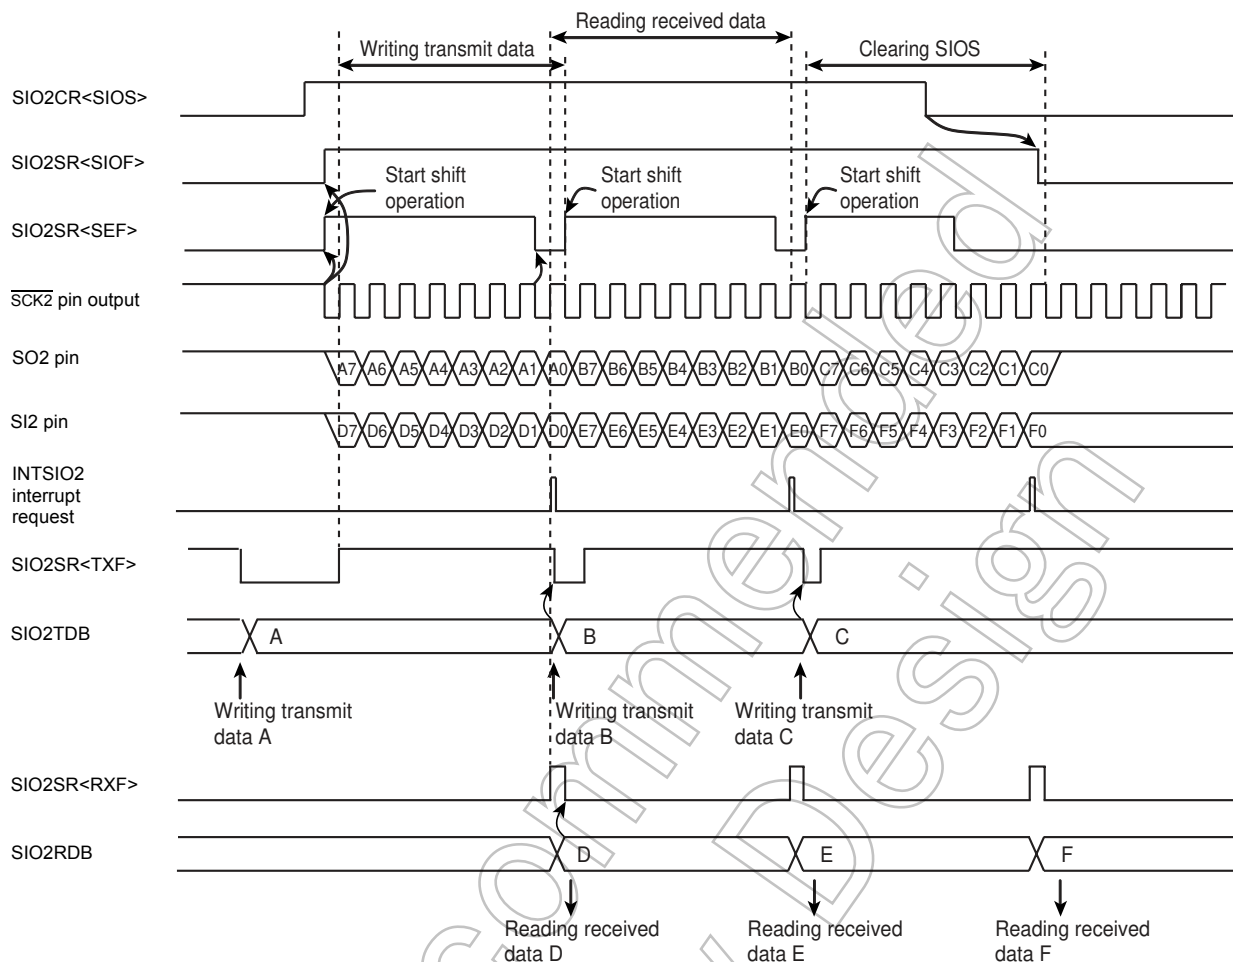 Reading received data
Writing transmit data
Clearing SIOS
SIO2CR<SIOS>
SIO2SR<SIOF>
Start shift
operation
Start shift
operation
Start shift
operation
SIO2SR<SEF>
SCK2 pin output
SO2 pin
A7 A6 A5 A4 A3 A2 A1 A0 B7 B6 B5 B4 B3 B2 B1 B0 C7 C6 C5 C4 C3 C2 C1 C0
SI2 pin
D7 D6 D5 D4 D3 D2 D1 D0 E7 E6 E5 E4 E3 E2 E1 E0 F7 F6 F5 F4 F3 F2 F1 F0
INTSIO2
interrupt
request
SIO2SR<TXF>
SIO2TDB
A B C
Writing transmit
data A
Writing transmit
data B
Writing transmit
data C
SIO2SR<RXF>
SIO2RDB
D E F
Reading received
data D
Reading received
data E
Reading received
data F
commended
Design